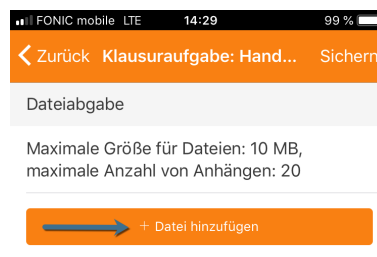 FONIC mobile LTE 14:29 99 %
Zurück Klausuraufgabe: Hand... Sichern
Dateiabgabe
Maximale Größe für Dateien: 10 MB,
maximale Anzahl von Anhängen: 20
+ Datei hinzufügen